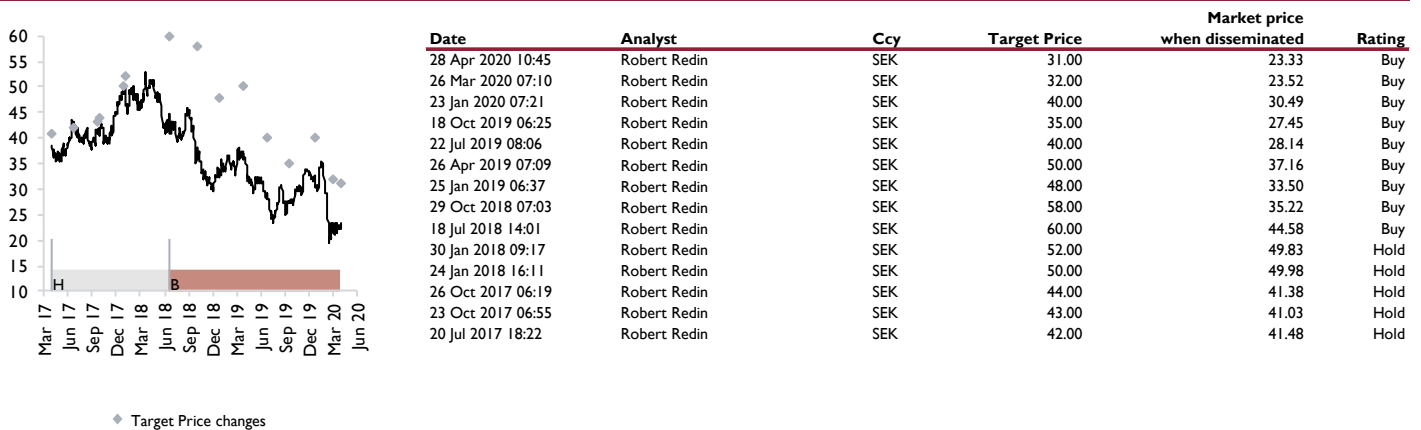 60
55
50
45
40
35
30
25
20
15
10
H
B
Mar 17
Jun 17
Sep 17
Dec 17
Mar 18
Jun 18
Sep 18
Dec 18
Mar 19
Jun 19
Sep 19
Dec 19
Mar 20
Jun 20
Target Price changes
Market price
Date Analyst Ccy Target Price when disseminated Rating
28 Apr 2020 10:45 Robert Redin SEK 31.00 23.33 Buy
26 Mar 2020 07:10 Robert Redin SEK 32.00 23.52 Buy
23 Jan 2020 07:21 Robert Redin SEK 40.00 30.49 Buy
18 Oct 2019 06:25 Robert Redin SEK 35.00 27.45 Buy
22 Jul 2019 08:06 Robert Redin SEK 40.00 28.14 Buy
26 Apr 2019 07:09 Robert Redin SEK 50.00 37.16 Buy
25 Jan 2019 06:37 Robert Redin SEK 48.00 33.50 Buy
29 Oct 2018 07:03 Robert Redin SEK 58.00 35.22 Buy
18 Jul 2018 14:01 Robert Redin SEK 60.00 44.58 Buy
30 Jan 2018 09:17 Robert Redin SEK 52.00 49.83 Hold
24 Jan 2018 16:11 Robert Redin SEK 50.00 49.98 Hold
26 Oct 2017 06:19 Robert Redin SEK 44.00 41.38 Hold
23 Oct 2017 06:55 Robert Redin SEK 43.00 41.03 Hold
20 Jul 2017 18:22 Robert Redin SEK 42.00 41.48 Hold